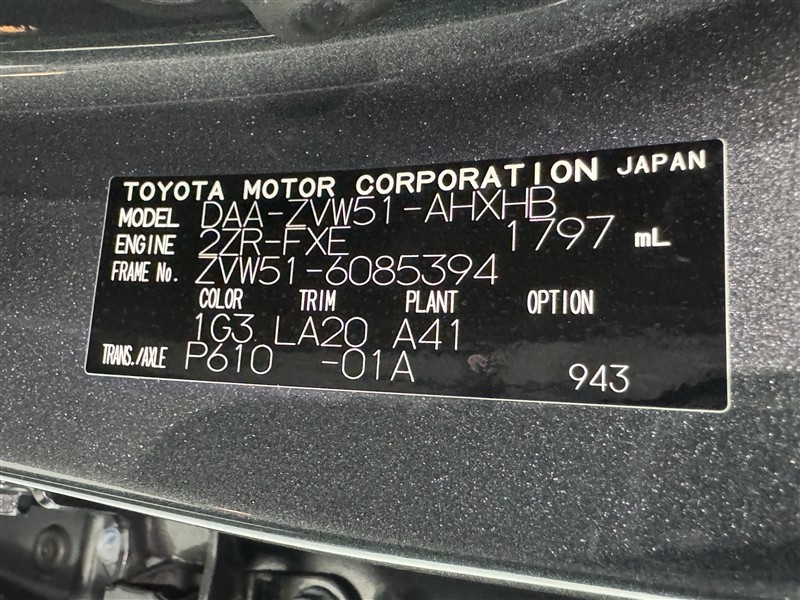 TOYOTA MOTOR CORPORATION JAPAN
MODEL DAA-ZVW51-AHXHB
ENGINE 2ZR-FXE 1797 mL
FRAME No. ZVW51-6085394
COLOR TRIM PLANT OPTION
1G3 LA20 A41
TRANS./AXLE P610 -01A 943